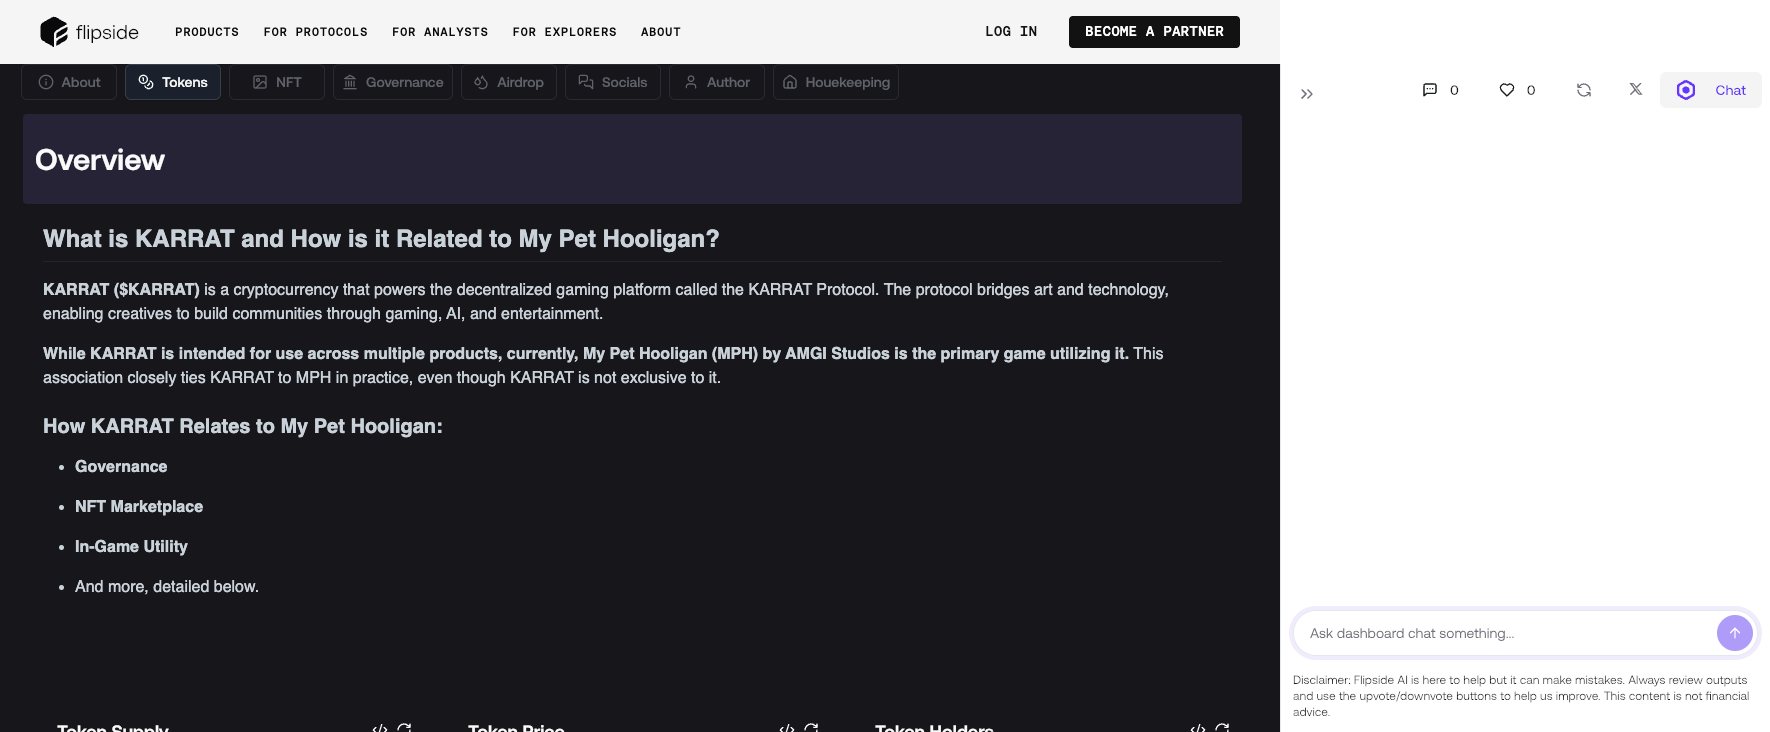 flipside
PRODUCTS FOR PROTOCOLS FOR ANALYSTS FOR EXPLORERS ABOUT
LOG IN BECOME A PARTNER
About Tokens NFT Governance Airdrop Socials Author Houekeeping
0 0 Chat
Overview
What is KARRAT and How is it Related to My Pet Hooligan?
KARRAT ($KARRAT) is a cryptocurrency that powers the decentralized gaming platform called the KARRAT Protocol. The protocol bridges art and technology,
enabling creatives to build communities through gaming, AI, and entertainment.
While KARRAT is intended for use across multiple products, currently, My Pet Hooligan (MPH) by AMGI Studios is the primary game utilizing it. This
association closely ties KARRAT to MPH in practice, even though KARRAT is not exclusive to it.
How KARRAT Relates to My Pet Hooligan:
• Governance
• NFT Marketplace
• In-Game Utility
• And more, detailed below.
Token Supply Token Price Token Holders
Ask dashboard chat something...
Disclaimer: Flipside AI is here to help but it can make mistakes. Always review outputs
and use the upvote/downvote buttons to help us improve. This content is not financial
advice.